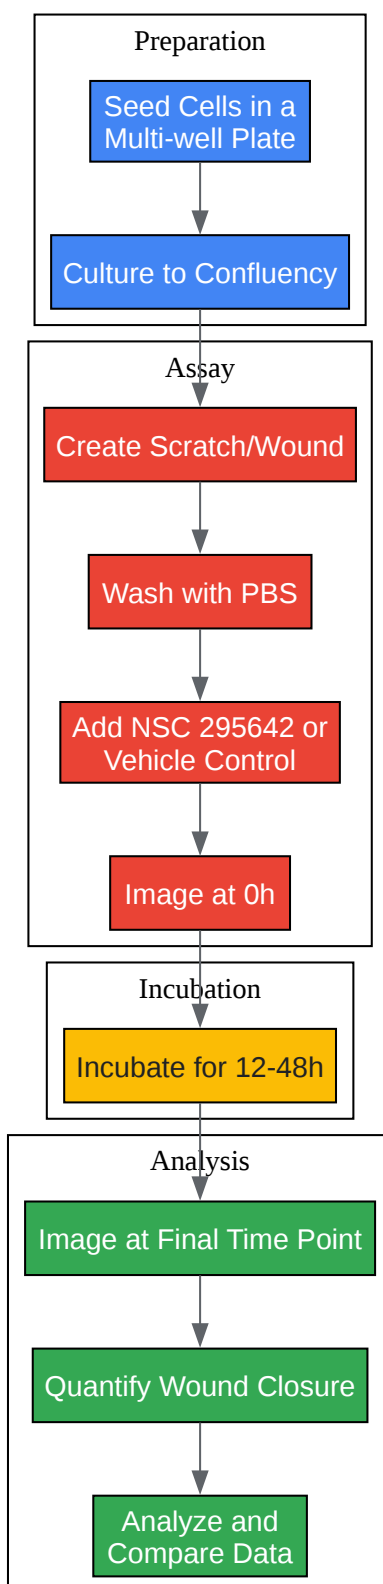 Preparation
Seed Cells in a
Multi-well Plate
Culture to Confluency
Assay
Create Scratch/Wound
Wash with PBS
Add NSC 295642 or
Vehicle Control
Image at 0h
Incubation
Incubate for 12-48h
Analysis
Image at Final Time Point
Quantify Wound Closure
Analyze and
Compare Data